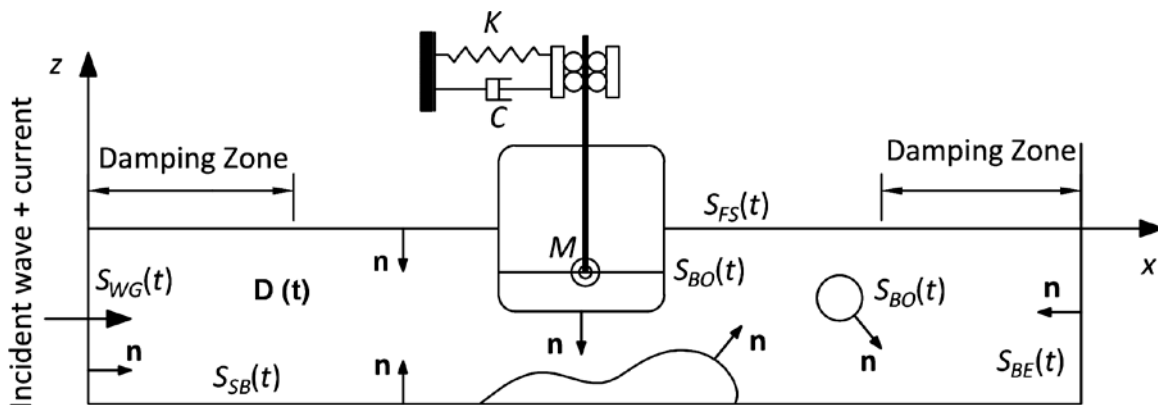 K
z
C
Incident wave + current
Damping Zone
Damping Zone
S_FS(t)
M
x
n
S_WG(t)
D (t)
S_BO(t)
S_BO(t)
n
n
n
S_BE(t)
n
n
n
S_SB(t)